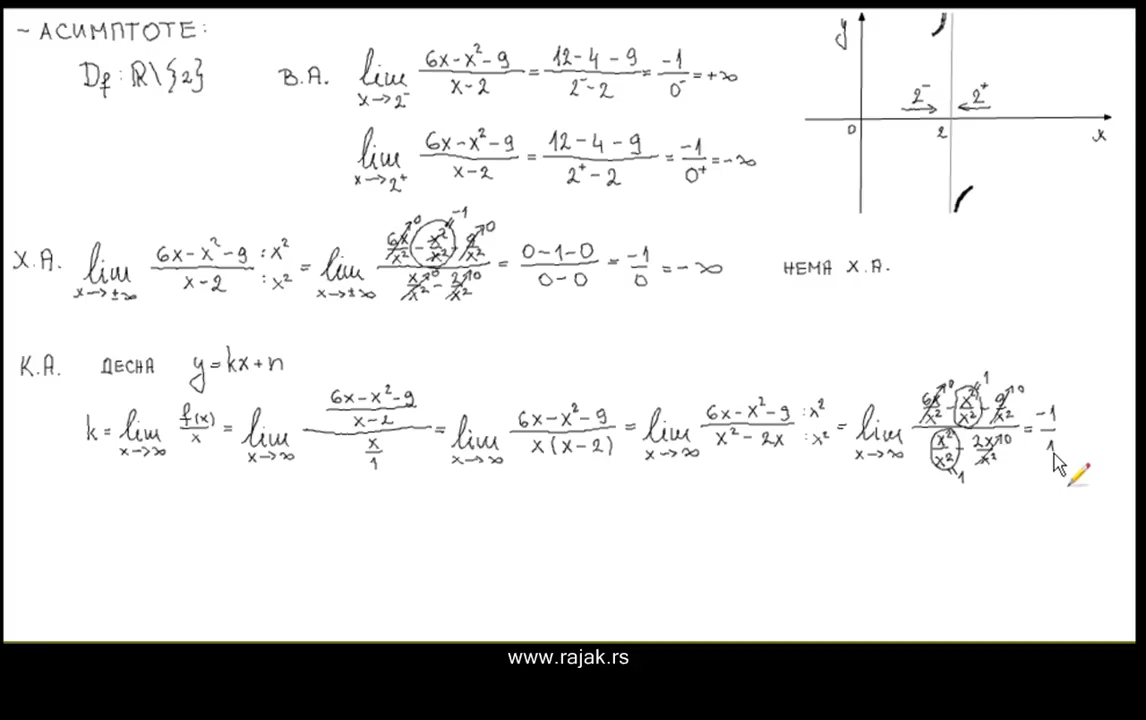 ~ АСИМПТОТЕ:
Df: ℝ\{2}
В.А. lim x→2⁻ (6x-x²-9)/(x-2) = (12-4-9)/(2⁻-2) = -1/0⁻ = +∞
lim x→2⁺ (6x-x²-9)/(x-2) = (12-4-9)/(2⁺-2) = -1/0⁺ = -∞
y
2⁻ 2⁺
0 2 x
Х.А. lim x→±∞ (6x-x²-9)/(x-2) :x² :x² = lim x→±∞ (6x/x² - x²/x² - 9/x²)/(x/x² - 2/x²) = (0-1-0)/(0-0) = -1/0 = -∞ НЕМА Х.А.
К.А. ДЕСНА y=kx+n
k = lim x→∞ f(x)/x = lim x→∞ ((6x-x²-9)/(x-2))/(x/1) = lim x→∞ (6x-x²-9)/(x(x-2)) = lim x→∞ (6x-x²-9)/(x²-2x) :x² :x² = lim x→∞ (6x/x² - x²/x² - 9/x²)/(x²/x² - 2x/x²) = -1/1
www.rajak.rs